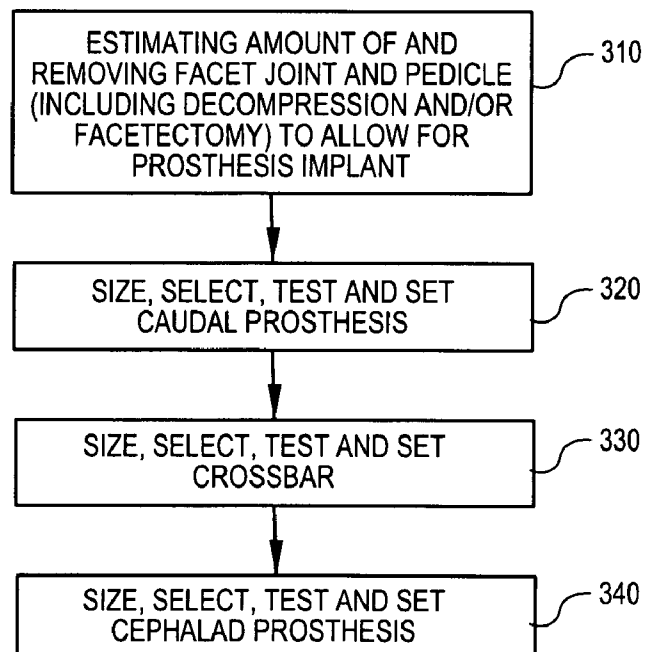 ESTIMATING AMOUNT OF AND
REMOVING FACET JOINT AND PEDICLE
(INCLUDING DECOMPRESSION AND/OR
FACETECTOMY) TO ALLOW FOR
PROSTHESIS IMPLANT
310
SIZE, SELECT, TEST AND SET
CAUDAL PROSTHESIS
320
SIZE, SELECT, TEST AND SET
CROSSBAR
330
SIZE, SELECT, TEST AND SET
CEPHALAD PROSTHESIS
340